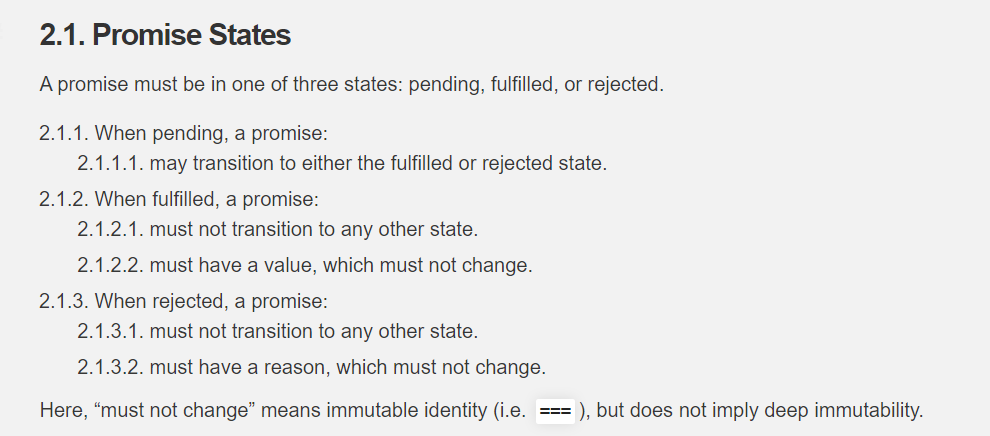 2.1. Promise States
A promise must be in one of three states: pending, fulfilled, or rejected.
2.1.1. When pending, a promise:
2.1.1.1. may transition to either the fulfilled or rejected state.
2.1.2. When fulfilled, a promise:
2.1.2.1. must not transition to any other state.
2.1.2.2. must have a value, which must not change.
2.1.3. When rejected, a promise:
2.1.3.1. must not transition to any other state.
2.1.3.2. must have a reason, which must not change.
Here, “must not change” means immutable identity (i.e. === ), but does not imply deep immutability.